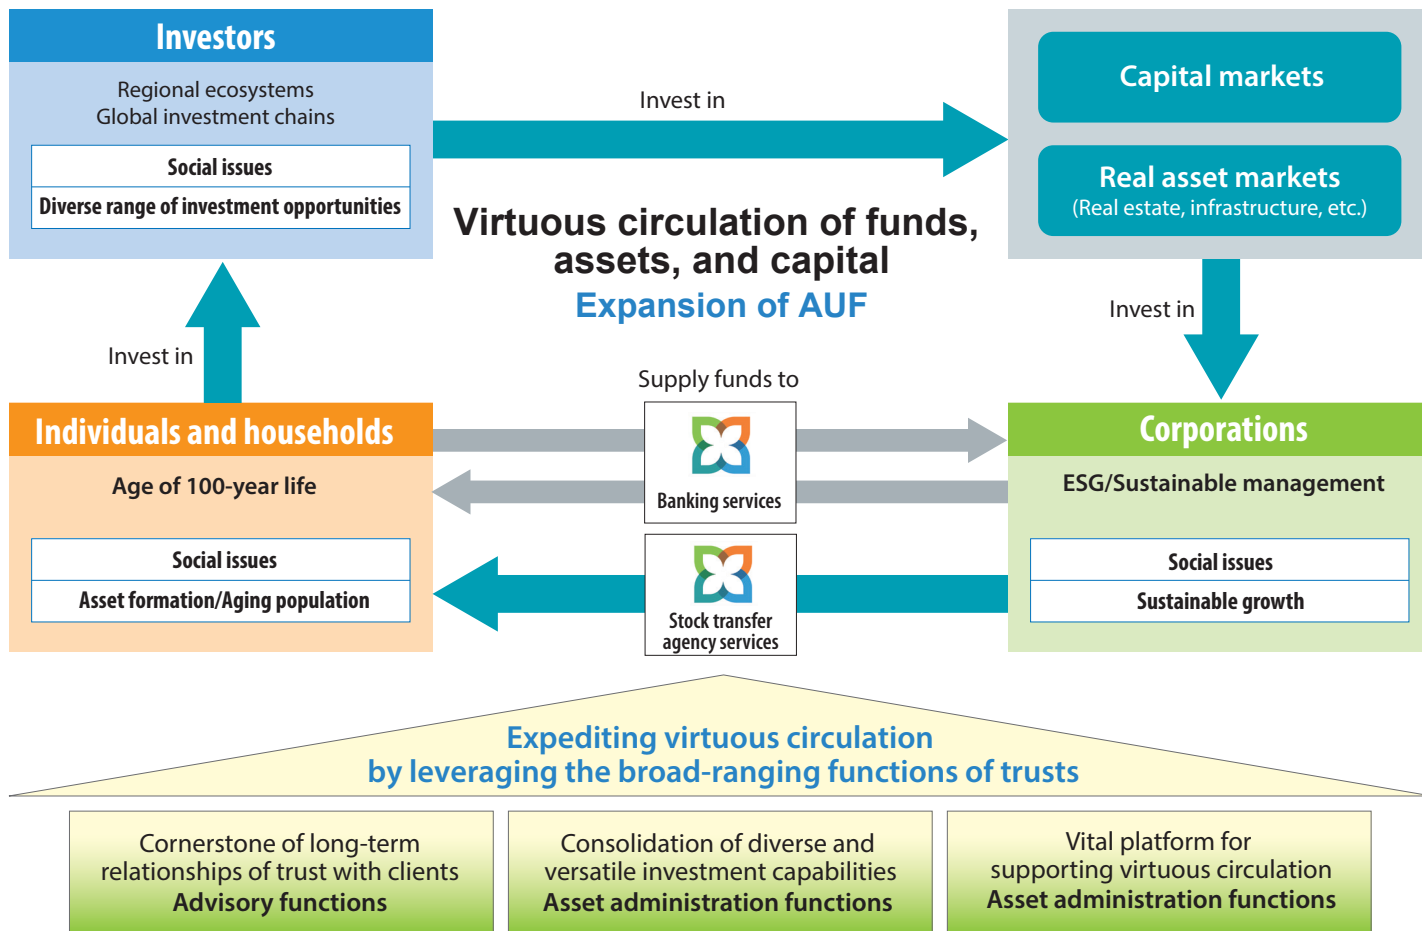 Investors
Regional ecosystems
Global investment chains
Social issues
Diverse range of investment opportunities
Invest in
Capital markets
Real asset markets
(Real estate, infrastructure, etc.)
Virtuous circulation of funds,
assets, and capital
Expansion of AUF
Invest in
Invest in
Supply funds to
Individuals and households
Age of 100-year life
Social issues
Asset formation/Aging population
Banking services
Stock transfer
agency services
Corporations
ESG/Sustainable management
Social issues
Sustainable growth
Expediting virtuous circulation
by leveraging the broad-ranging functions of trusts
Cornerstone of long-term
relationships of trust with clients
Advisory functions
Consolidation of diverse and
versatile investment capabilities
Asset administration functions
Vital platform for
supporting virtuous circulation
Asset administration functions